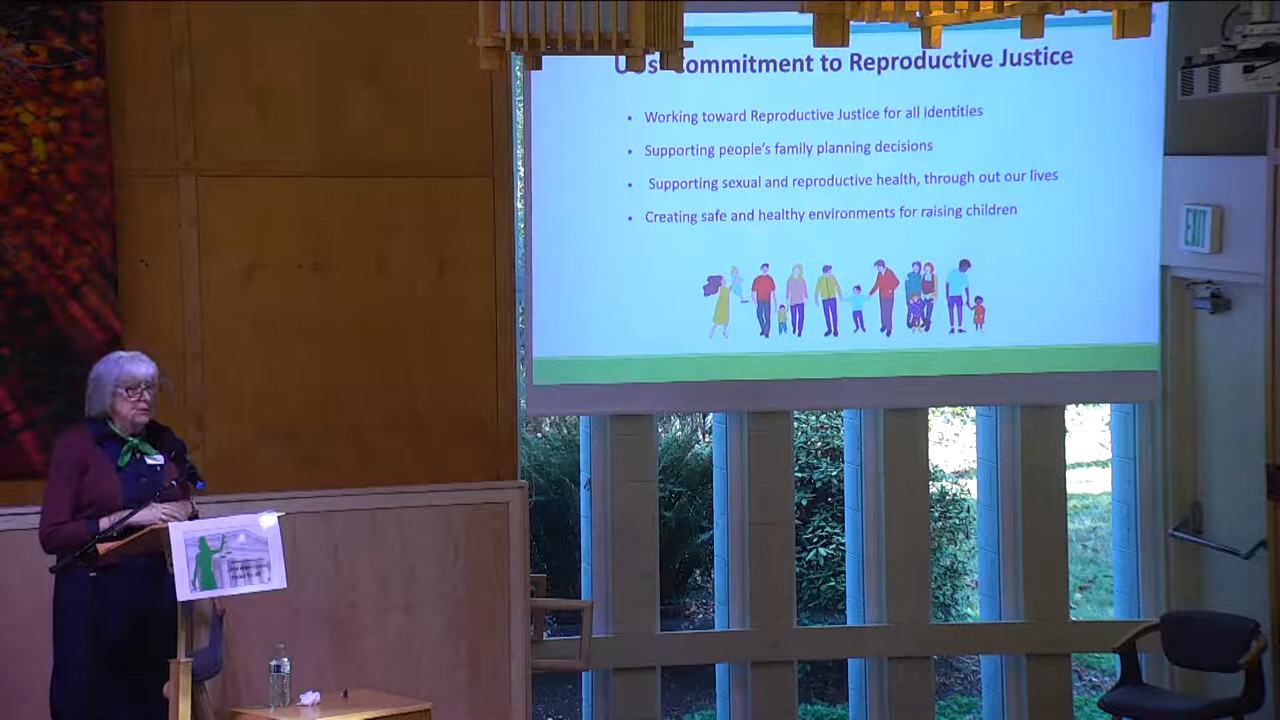 Commitment to Reproductive Justice
• Working toward Reproductive Justice for all Identities
• Supporting people's family planning decisions
• Supporting sexual and reproductive health, through out our lives
• Creating safe and healthy environments for raising children
EXIT